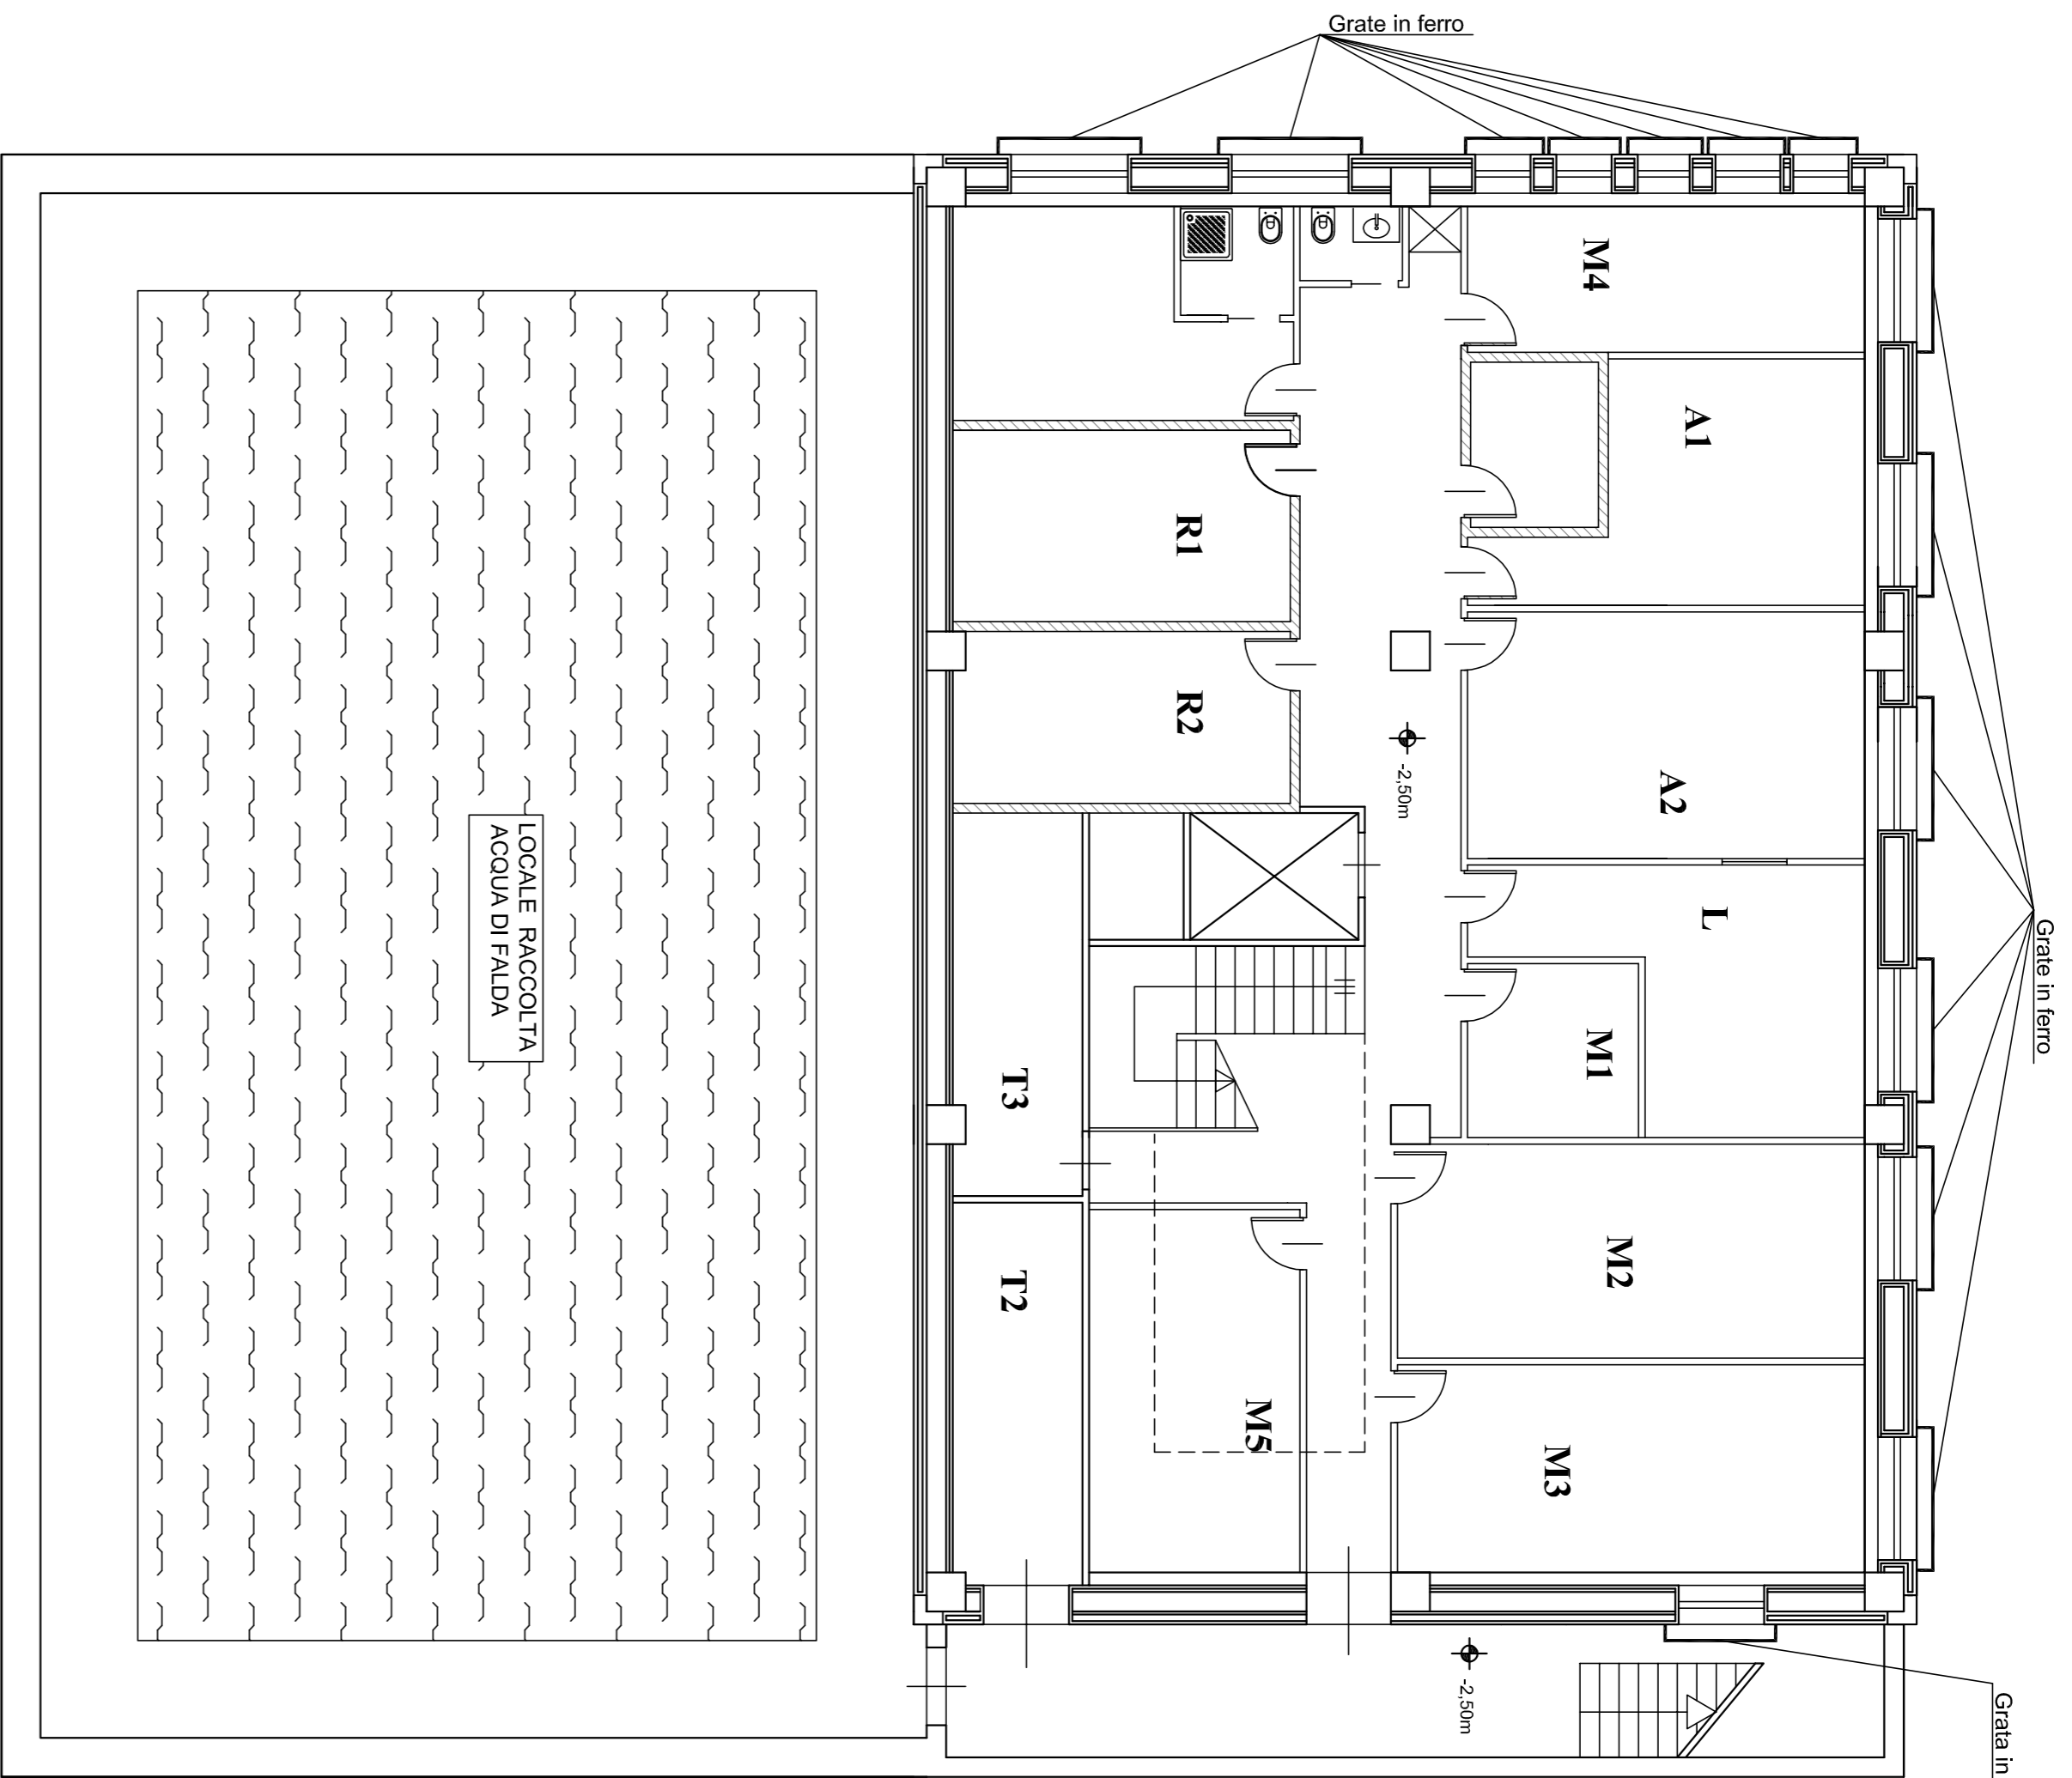 Grate in ferro
M4
A1
R1
R2
-2,50m
A2
L
Grate in ferro
LOCALE RACCOLTA
ACQUA DI FALDA
T3
M1
M2
T2
M5
M3
-2,50m
Grata in